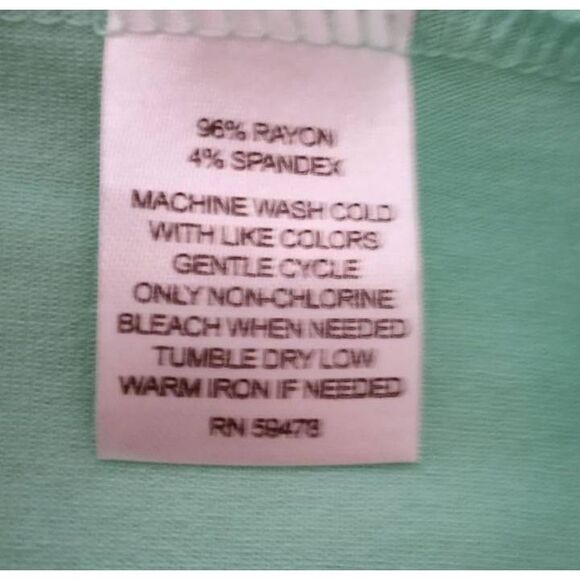 96% RAYON
4% SPANDEX
MACHINE WASH COLD
WITH LIKE COLORS
GENTLE CYCLE
ONLY NON-CHLORINE
BLEACH WHEN NEEDED
TUMBLE DRY LOW
WARM IRON IF NEEDED
RN 59478